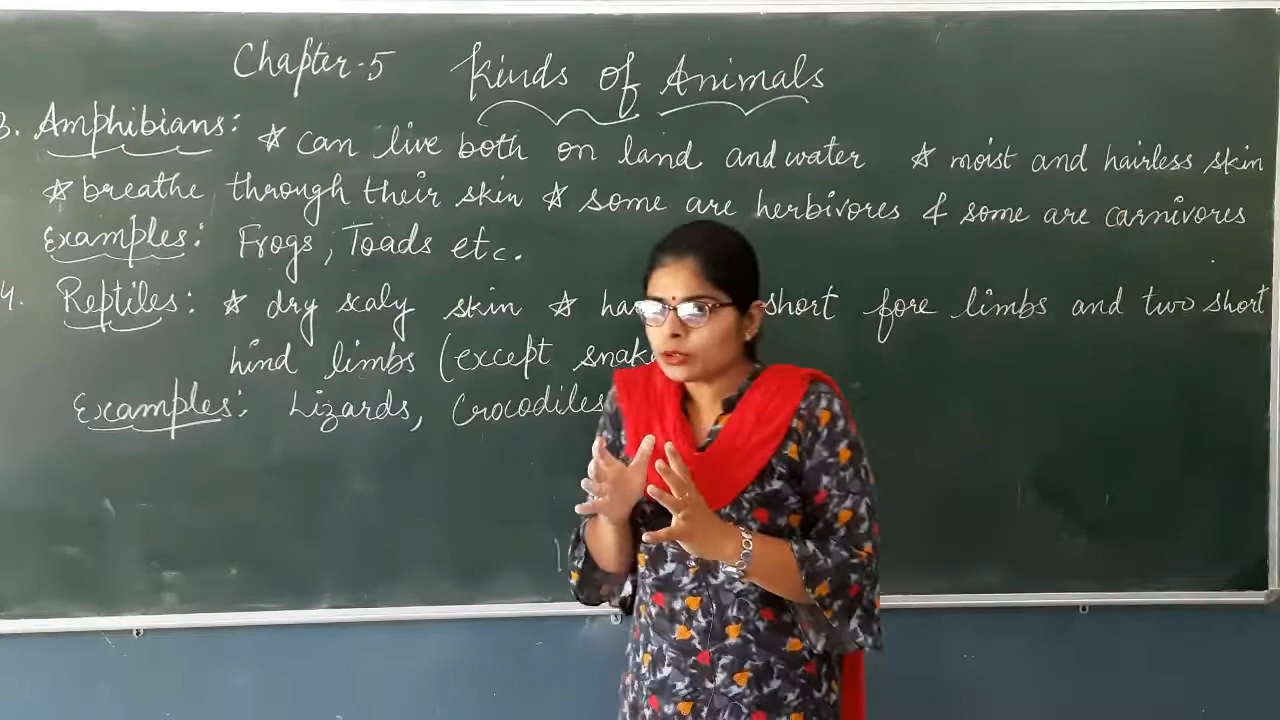 Chapter-5 Kinds of Animals
3. Amphibians: * can live both on land and water * moist and hairless skin
* breathe through their skin * some are herbivores & some are carnivores
Examples: Frogs, Toads etc.
4. Reptiles: * dry scaly skin * short fore limbs and two short
hind limbs (except
Examples: Lizards, Crocodiles